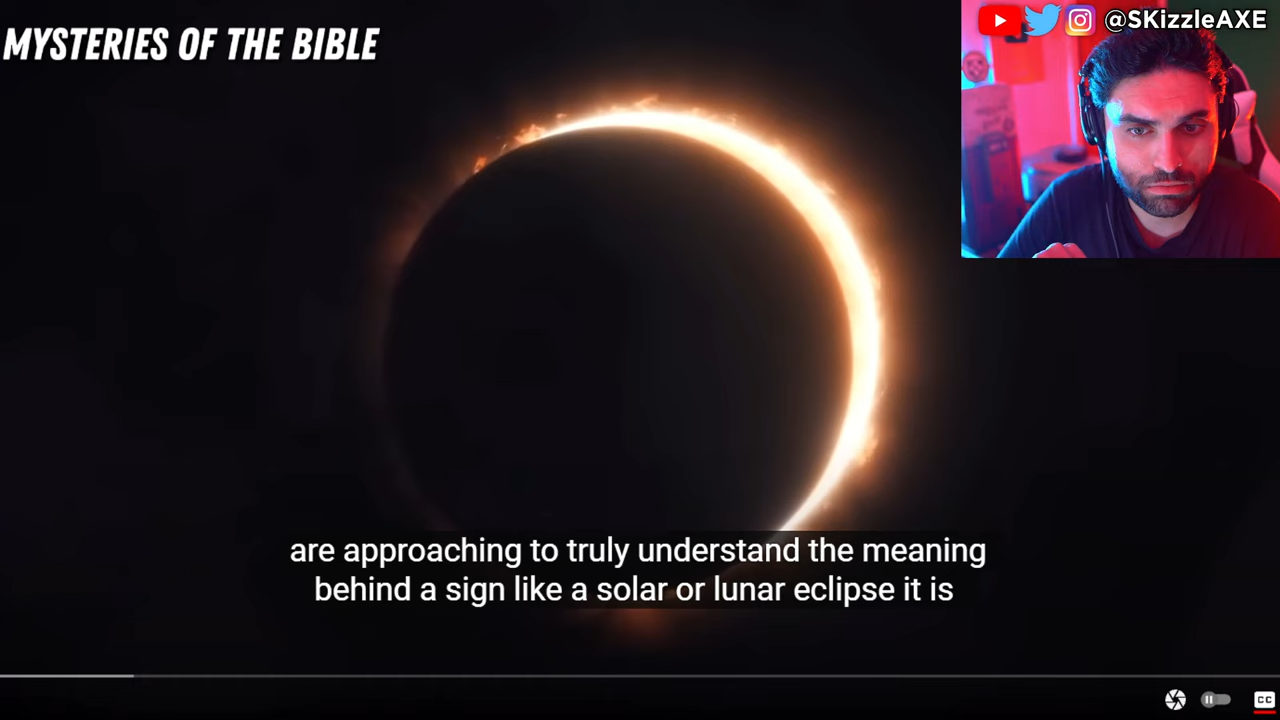 MYSTERIES OF THE BIBLE
@SKizzleAXE
are approaching to truly understand the meaning
behind a sign like a solar or lunar eclipse it is
CC